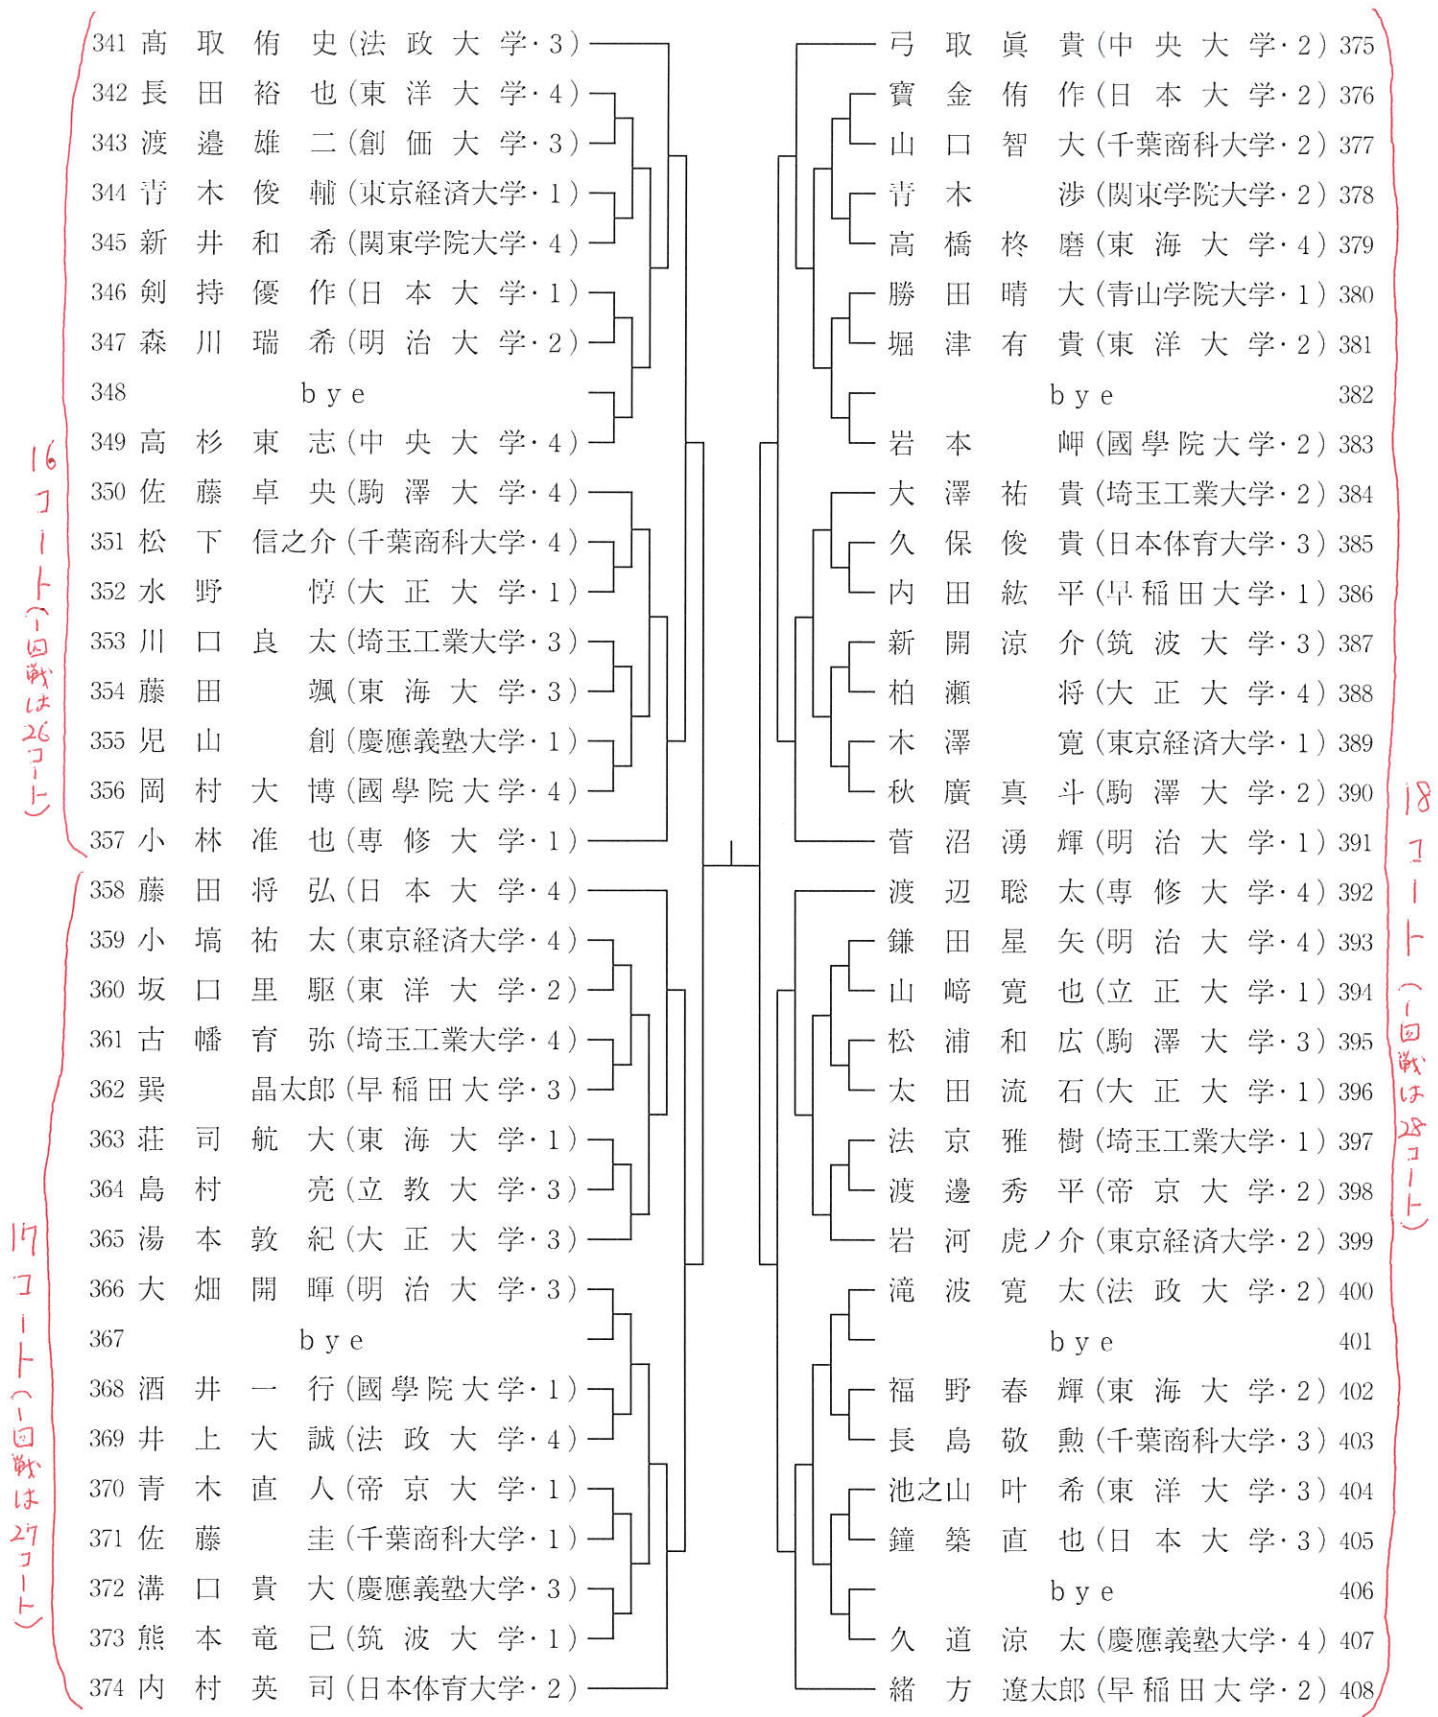 341 髙取侑史(法政大学・3)
342 長田裕也(東洋大学・4)
343 渡邉雄二(創価大学・3)
344 青木俊輔(東京経済大学・1)
345 新井和希(関東学院大学・4)
346 剣持優作(日本大学・1)
347 森川瑞希(明治大学・2)
348 bye
349 高杉東志(中央大学・4)
350 佐藤卓央(駒澤大学・4)
351 松下信之介(千葉商科大学・4)
352 水野惇(大正大学・1)
353 川口良太(埼玉工業大学・3)
354 藤田颯(東海大学・3)
355 児山創(慶應義塾大学・1)
356 岡村大博(國學院大学・4)
357 小林准也(専修大学・1)
358 藤田将弘(日本大学・4)
359 小塙祐太(東京経済大学・4)
360 坂口里駆(東洋大学・2)
361 古幡育弥(埼玉工業大学・4)
362 巽晶太郎(早稲田大学・3)
363 荘司航大(東海大学・1)
364 島村亮(立教大学・3)
365 湯本敦紀(大正大学・3)
366 大畑開暉(明治大学・3)
367 bye
368 酒井一行(國學院大学・1)
369 井上大誠(法政大学・4)
370 青木直人(帝京大学・1)
371 佐藤圭(千葉商科大学・1)
372 溝口貴大(慶應義塾大学・3)
373 熊本竜己(筑波大学・1)
374 内村英司(日本体育大学・2)
16コート(一回戦は26コート)
17コート(一回戦は27コート)
弓取眞貴(中央大学・2) 375
寶金侑作(日本大学・2) 376
山口智大(千葉商科大学・2) 377
青木渉(関東学院大学・2) 378
高橋柊磨(東海大学・4) 379
勝田晴大(青山学院大学・1) 380
堀津有貴(東洋大学・2) 381
bye 382
岩本岬(國學院大学・2) 383
大澤祐貴(埼玉工業大学・2) 384
久保俊貴(日本体育大学・3) 385
内田紘平(早稲田大学・1) 386
新開涼介(筑波大学・3) 387
柏瀬将(大正大学・4) 388
木澤寛(東京経済大学・1) 389
秋廣真斗(駒澤大学・2) 390
菅沼湧輝(明治大学・1) 391
渡辺聡太(専修大学・4) 392
鎌田星矢(明治大学・4) 393
山﨑寛也(立正大学・1) 394
松浦和広(駒澤大学・3) 395
太田流石(大正大学・1) 396
法京雅樹(埼玉工業大学・1) 397
渡邊秀平(帝京大学・2) 398
岩河虎ノ介(東京経済大学・2) 399
滝波寛太(法政大学・2) 400
bye 401
福野春輝(東海大学・2) 402
長島敬勲(千葉商科大学・3) 403
池之山叶希(東洋大学・3) 404
鐘築直也(日本大学・3) 405
bye 406
久道涼太(慶應義塾大学・4) 407
緒方遼太郎(早稲田大学・2) 408
18コート(一回戦は28コート)